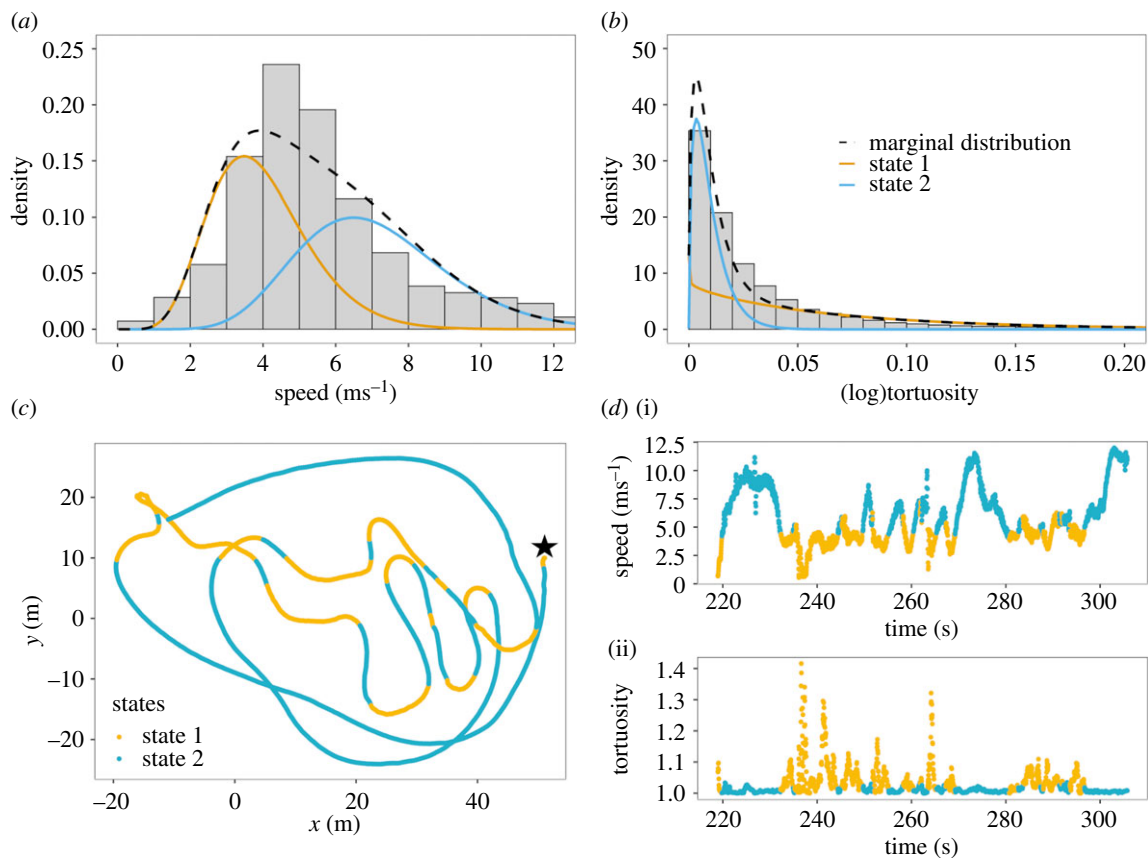 (a)
0.25
0.20
0.15
0.10
0.05
0.00
density
0 2 4 6 8 10 12
speed (ms⁻¹)
(b)
50
40
30
20
10
0
density
marginal distribution
state 1
state 2
0 0.05 0.10 0.15 0.20
(log)tortuosity
(c)
20
10
0
−10
−20
y (m)
states
state 1
state 2
−20 0 20 40
x (m)
(d) (i)
12.5
10.0
7.5
5.0
2.5
0
speed (ms⁻¹)
220 240 260 280 300
time (s)
(ii)
1.4
1.3
1.2
1.1
1.0
tortuosity
220 240 260 280 300
time (s)